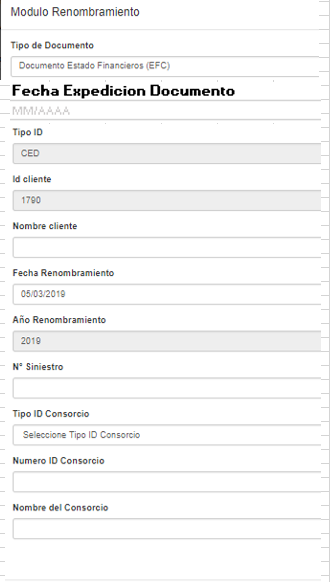 Modulo Renombramiento
Tipo de Documento
Documento Estado Financieros (EFC)
Fecha Expedicion Documento
MM/AAAA
Tipo ID
CED
Id cliente
1790
Nombre cliente
Fecha Renombramiento
05/03/2019
Año Renombramiento
2019
N° Siniestro
Tipo ID Consorcio
Seleccione Tipo ID Consorcio
Numero ID Consorcio
Nombre del Consorcio